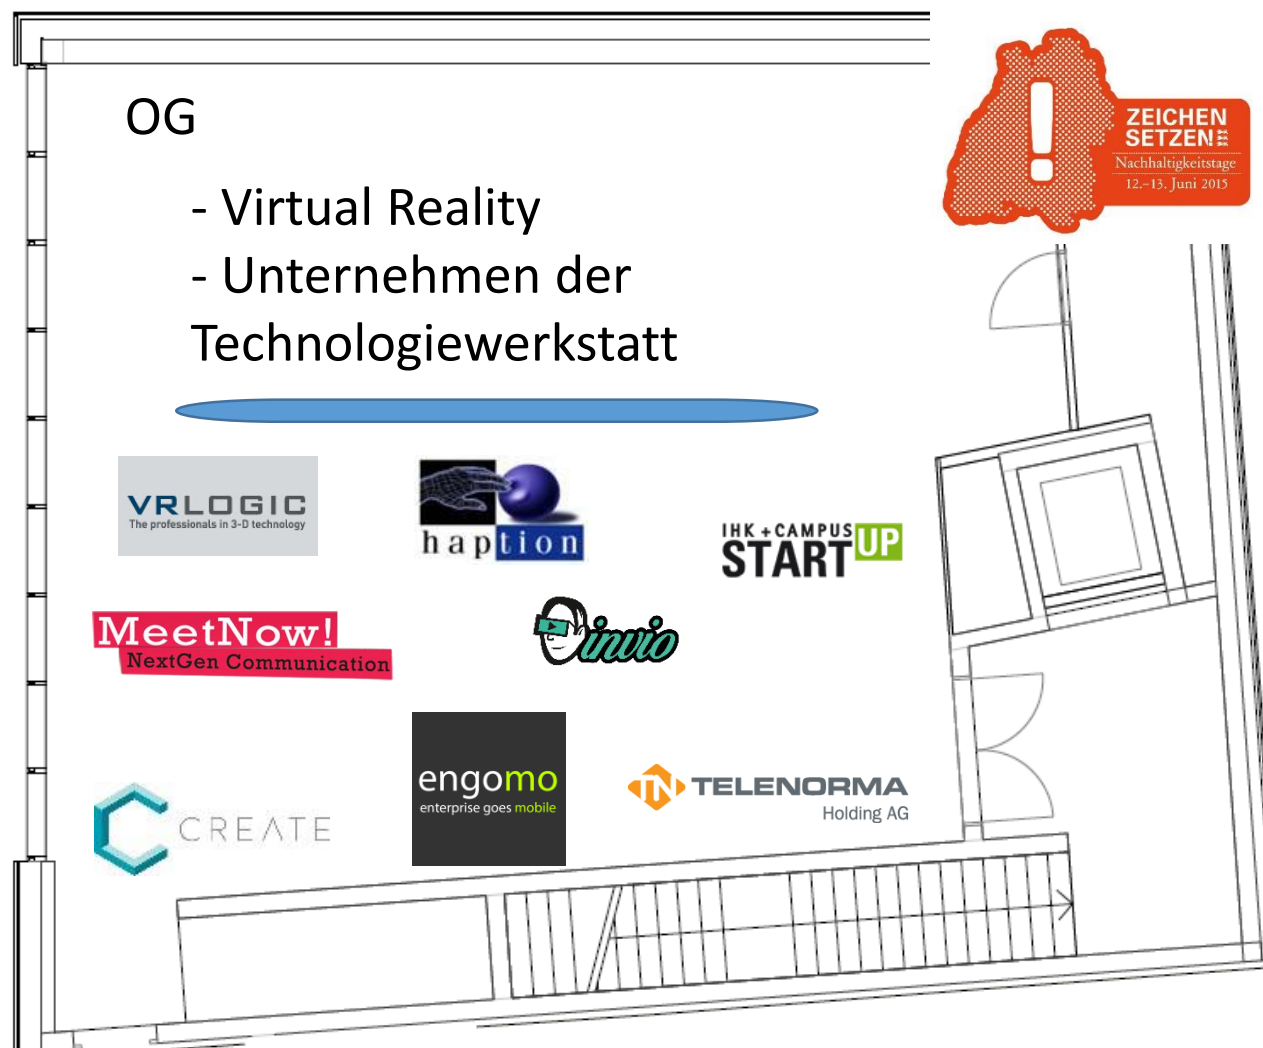 OG
- Virtual Reality
- Unternehmen der
Technologiewerkstatt
ZEICHEN
SETZEN!
Nachhaltigkeitstage
12.–13. Juni 2015
VRLOGIC
The professionals in 3-D technology
haption
IHK + CAMPUS
STARTUP
MeetNow!
NextGen Communication
invio
CREATE
engomo
enterprise goes mobile
TN TELENORMA
Holding AG